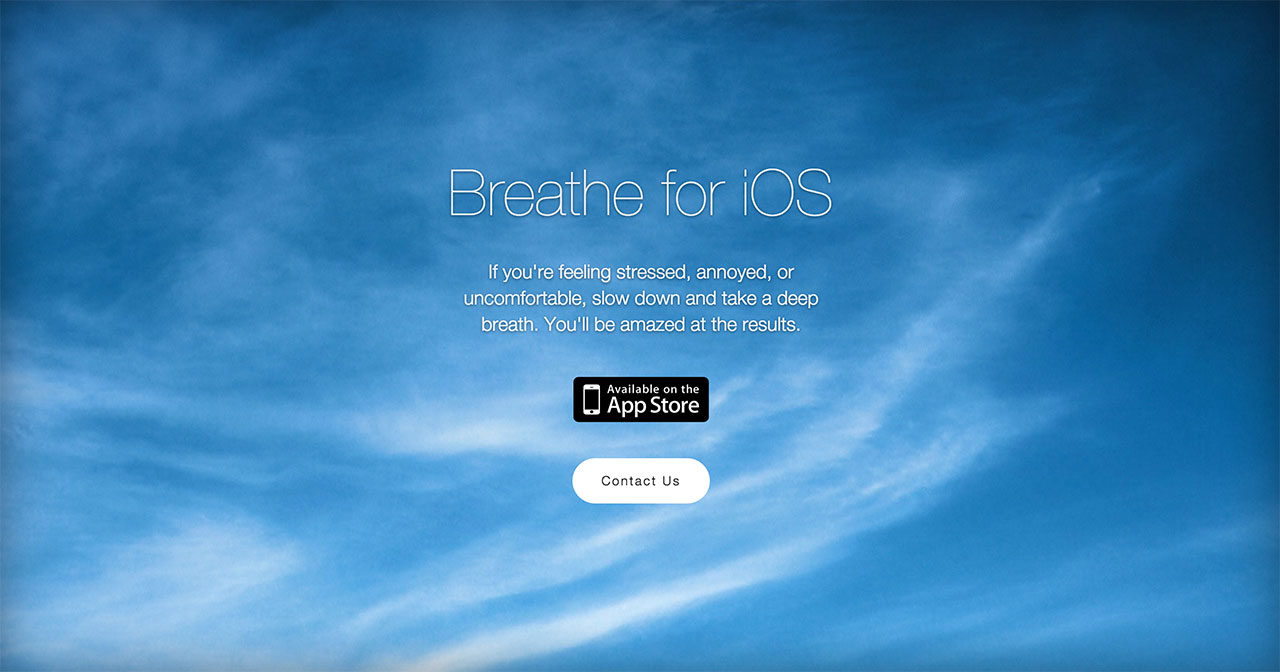 Breathe for iOS
If you're feeling stressed, annoyed, or
uncomfortable, slow down and take a deep
breath. You'll be amazed at the results.
Available on the
App Store
Contact Us